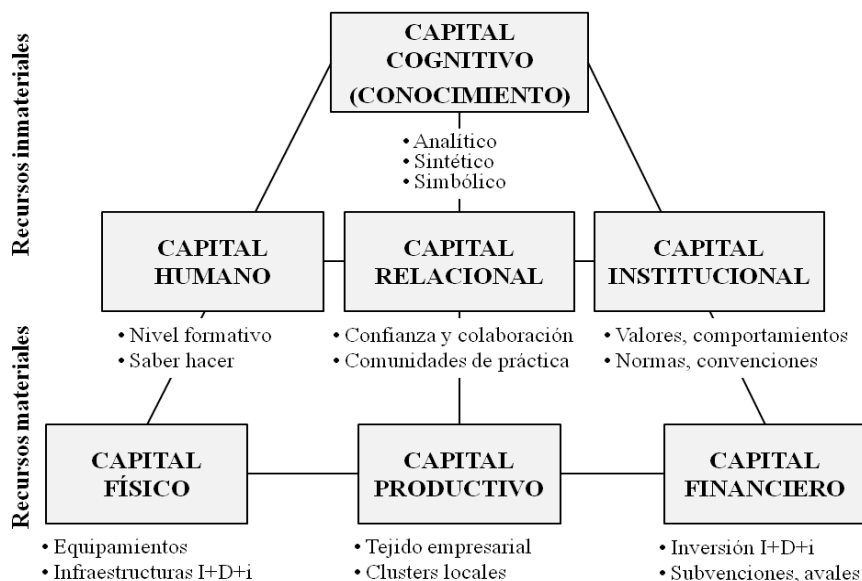 Recursos inmateriales
CAPITAL
COGNITIVO
(CONOCIMIENTO)
• Analítico
• Sintético
• Simbólico
CAPITAL
HUMANO
CAPITAL
RELACIONAL
CAPITAL
INSTITUCIONAL
• Nivel formativo
• Saber hacer
• Confianza y colaboración
• Comunidades de práctica
• Valores, comportamientos
• Normas, convenciones
Recursos materiales
CAPITAL
FÍSICO
CAPITAL
PRODUCTIVO
CAPITAL
FINANCIERO
• Equipamientos
• Infraestructuras I+D+i
• Tejido empresarial
• Clusters locales
• Inversión I+D+i
• Subvenciones, avales